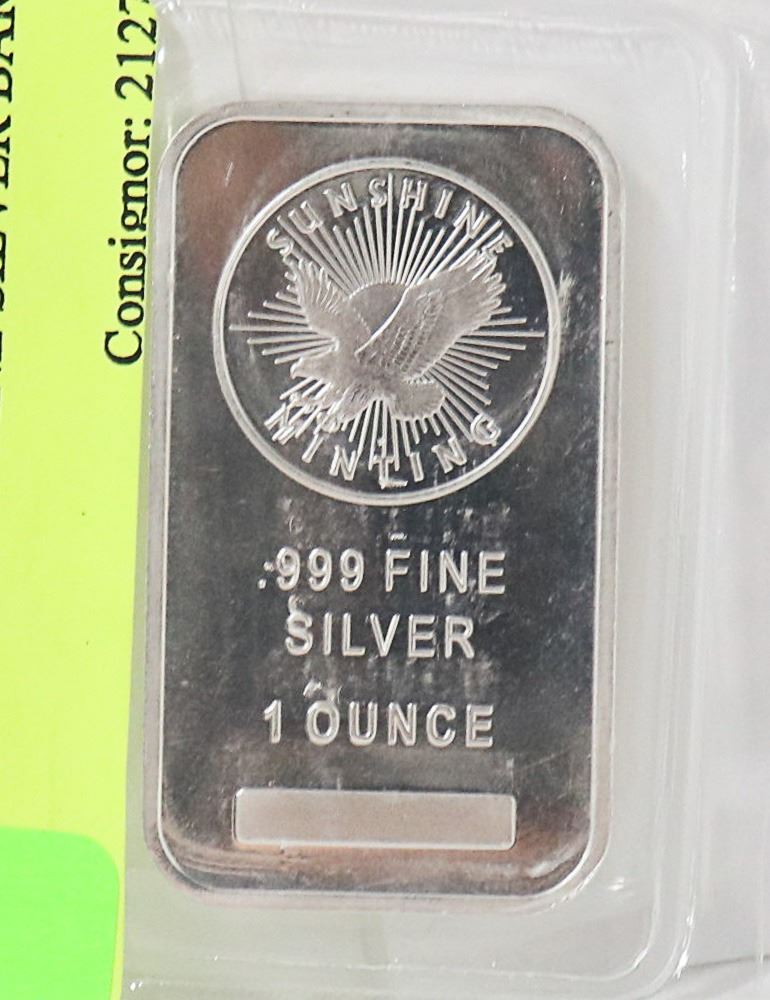 Consignor: 2127
SUNSHINE
MINTING
.999 FINE
SILVER
1 OUNCE